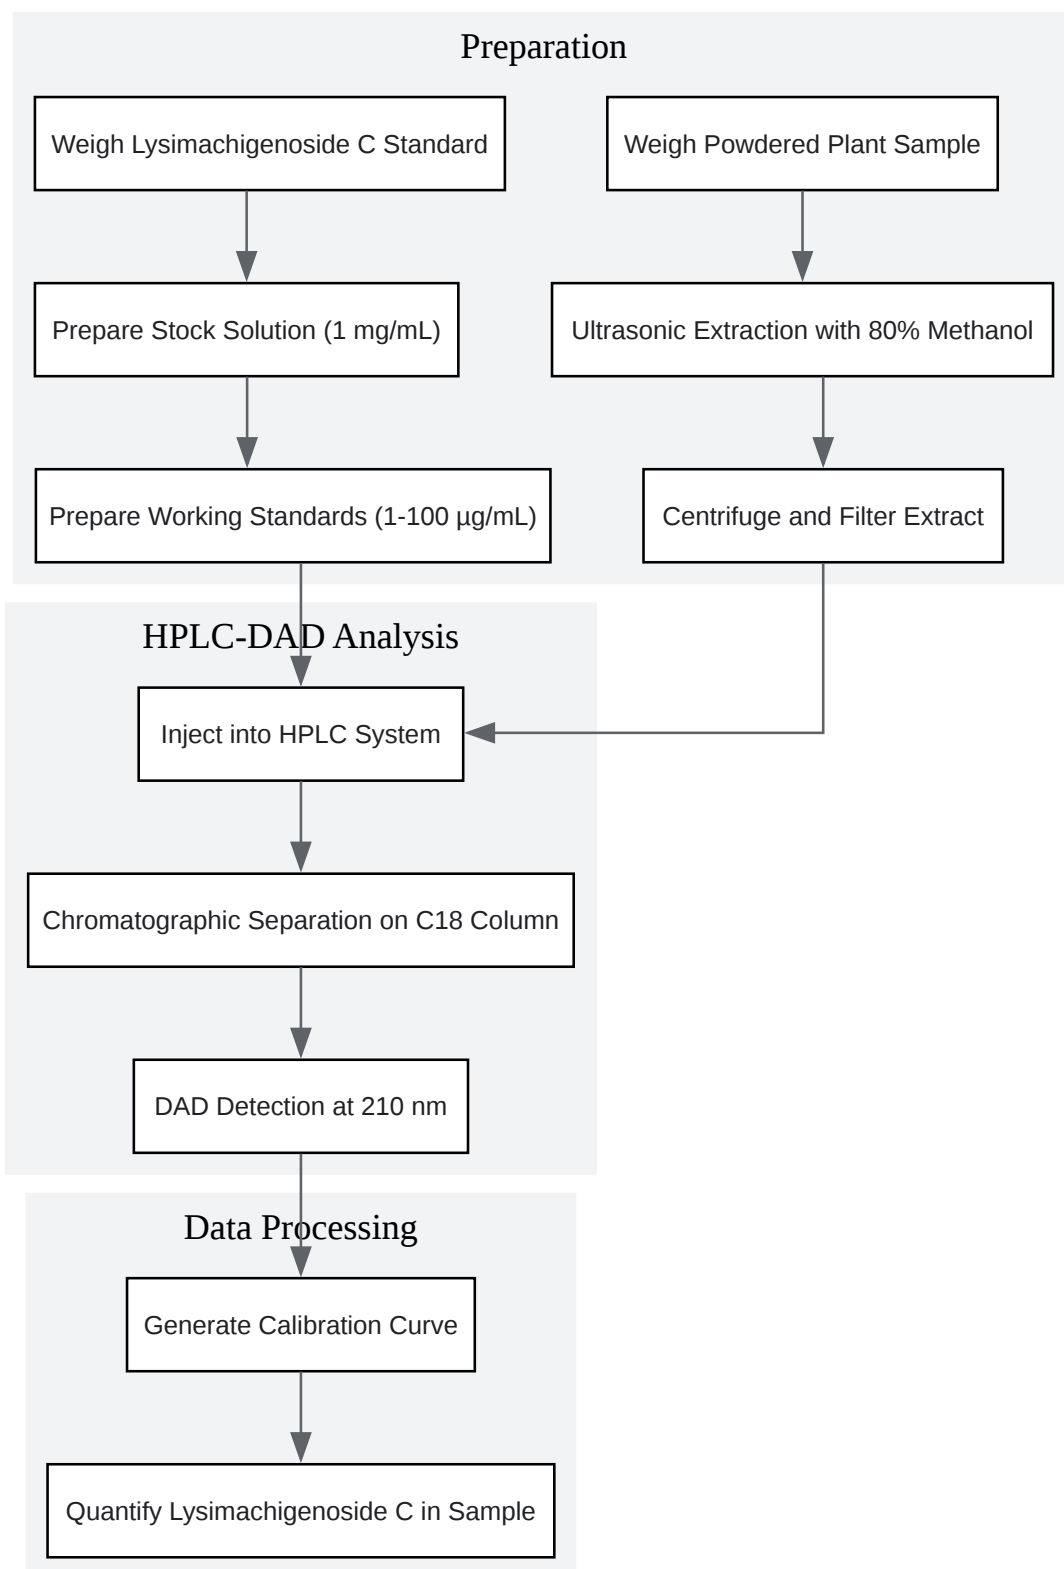 Preparation
Weigh Lysimachigenoside C Standard
Weigh Powdered Plant Sample
Prepare Stock Solution (1 mg/mL)
Ultrasonic Extraction with 80% Methanol
Prepare Working Standards (1-100 µg/mL)
Centrifuge and Filter Extract
HPLC-DAD Analysis
Inject into HPLC System
Chromatographic Separation on C18 Column
DAD Detection at 210 nm
Data Processing
Generate Calibration Curve
Quantify Lysimachigenoside C in Sample